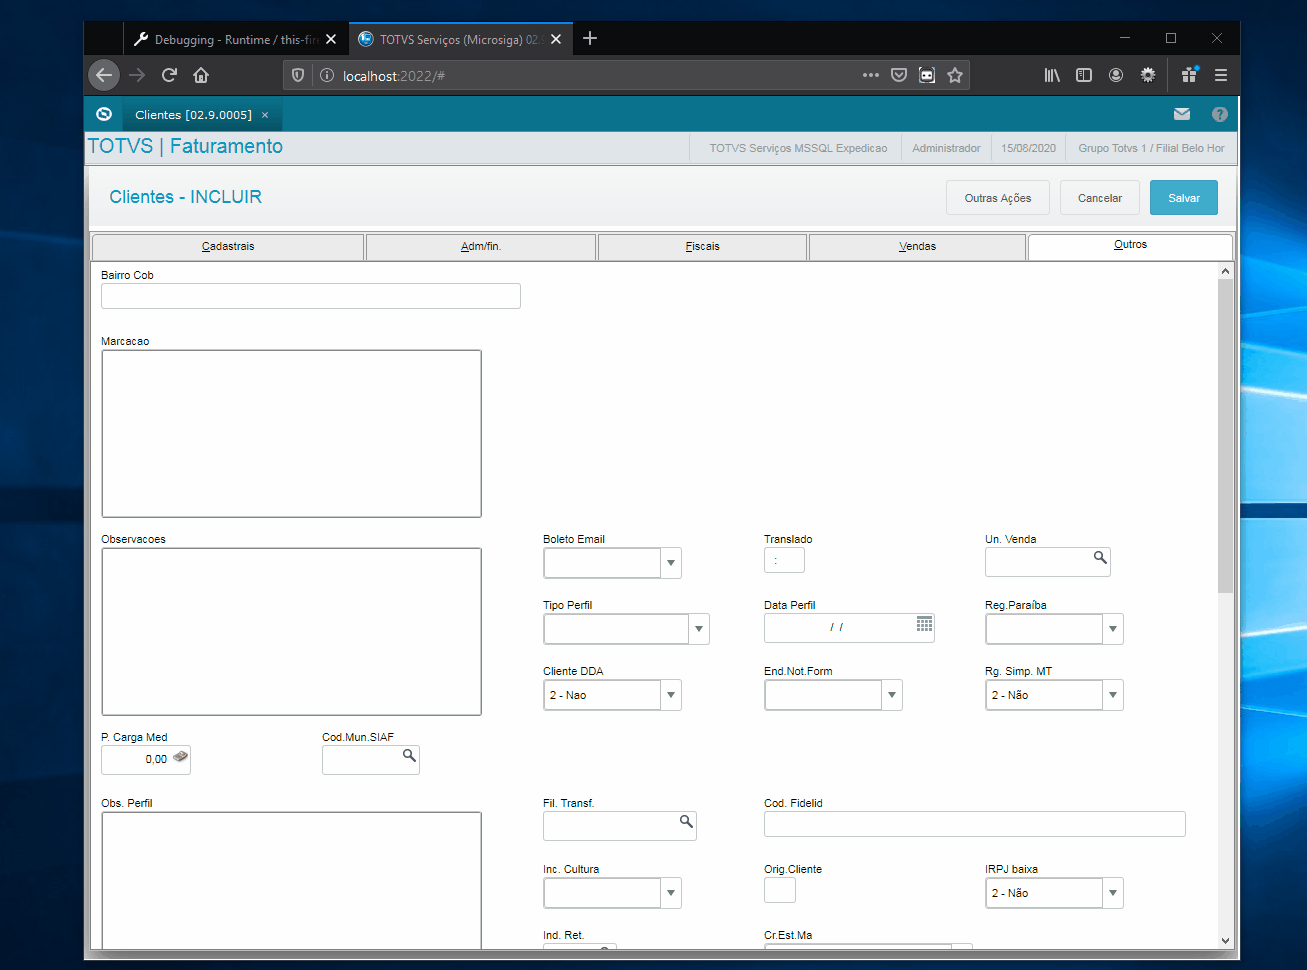 Debugging - Runtime / this-fir
TOTVS Serviços (Microsiga) 02.9
localhost:2022/#
Clientes [02.9.0005] ×
TOTVS | Faturamento
TOTVS Serviços MSSQL Expedicao
Administrador
15/08/2020
Grupo Totvs 1 / Filial Belo Hor
Clientes - INCLUIR
Outras Ações
Cancelar
Salvar
Cadastrais
Adm/fin.
Fiscais
Vendas
Outros
Bairro Cob
Marcacao
Observacoes
Boleto Email
Translado
:
Un. Venda
Tipo Perfil
Data Perfil
/ /
Reg.Paraíba
Cliente DDA
2 - Nao
End.Not.Form
Rg. Simp. MT
2 - Não
P. Carga Med
0,00
Cod.Mun.SIAF
Obs. Perfil
Fil. Transf.
Cod. Fidelid
Inc. Cultura
Orig.Cliente
IRPJ baixa
2 - Não
Ind. Ret.
Cr.Est.Ma